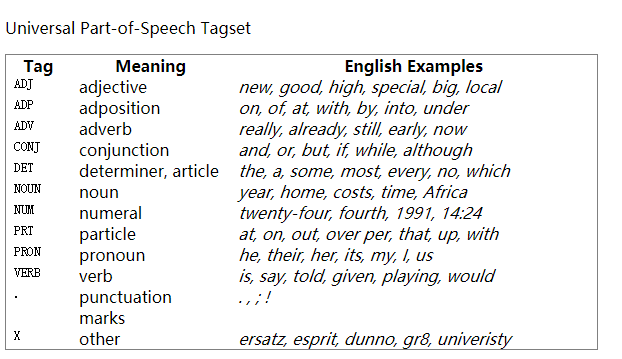 Universal Part-of-Speech Tagset
Tag Meaning English Examples
ADJ adjective new, good, high, special, big, local
ADP adposition on, of, at, with, by, into, under
ADV adverb really, already, still, early, now
CONJ conjunction and, or, but, if, while, although
DET determiner, article the, a, some, most, every, no, which
NOUN noun year, home, costs, time, Africa
NUM numeral twenty-four, fourth, 1991, 14:24
PRT particle at, on, out, over per, that, up, with
PRON pronoun he, their, her, its, my, I, us
VERB verb is, say, told, given, playing, would
. punctuation . , ; !
marks
X other ersatz, esprit, dunno, gr8, univeristy